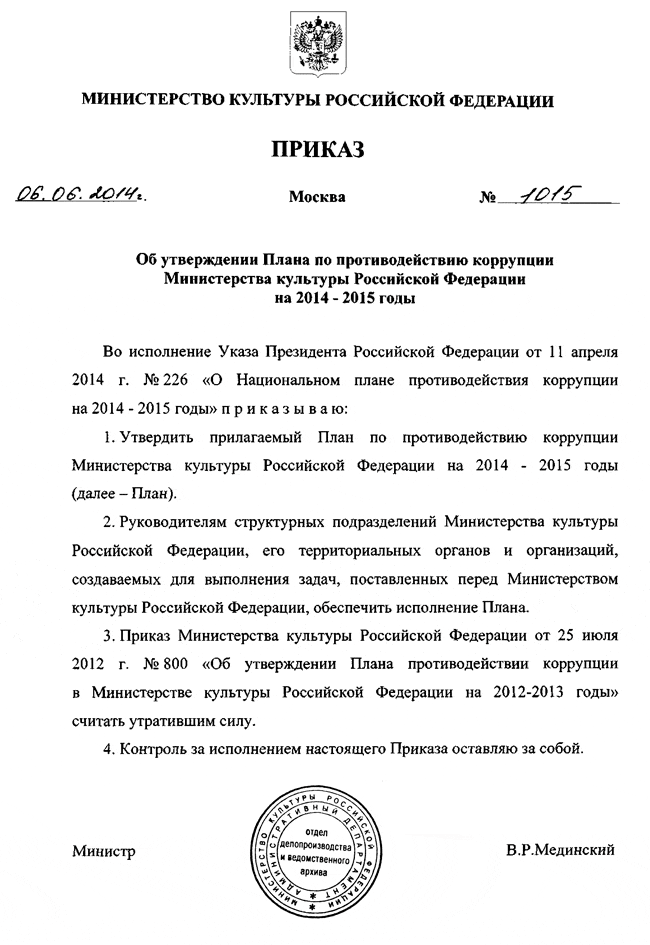 МИНИСТЕРСТВО КУЛЬТУРЫ РОССИЙСКОЙ ФЕДЕРАЦИИ
ПРИКАЗ
06.06.2014г. Москва № 1015
Об утверждении Плана по противодействию коррупции
Министерства культуры Российской Федерации
на 2014 - 2015 годы
Во исполнение Указа Президента Российской Федерации от 11 апреля
2014 г. № 226 «О Национальном плане противодействия коррупции
на 2014 - 2015 годы» п р и к а з ы в а ю:
1. Утвердить прилагаемый План по противодействию коррупции
Министерства культуры Российской Федерации на 2014 - 2015 годы
(далее – План).
2. Руководителям структурных подразделений Министерства культуры
Российской Федерации, его территориальных органов и организаций,
создаваемых для выполнения задач, поставленных перед Министерством
культуры Российской Федерации, обеспечить исполнение Плана.
3. Приказ Министерства культуры Российской Федерации от 25 июля
2012 г. № 800 «Об утверждении Плана противодействии коррупции
в Министерстве культуры Российской Федерации на 2012-2013 годы»
считать утратившим силу.
4. Контроль за исполнением настоящего Приказа оставляю за собой.
Министр В.Р.Мединский
МИНИСТЕРСТВО КУЛЬТУРЫ РОССИЙСКОЙ ФЕДЕРАЦИИ
АДМИНИСТРАТИВНЫЙ ДЕПАРТАМЕНТ
отдел
делопроизводства
и ведомственного
архива